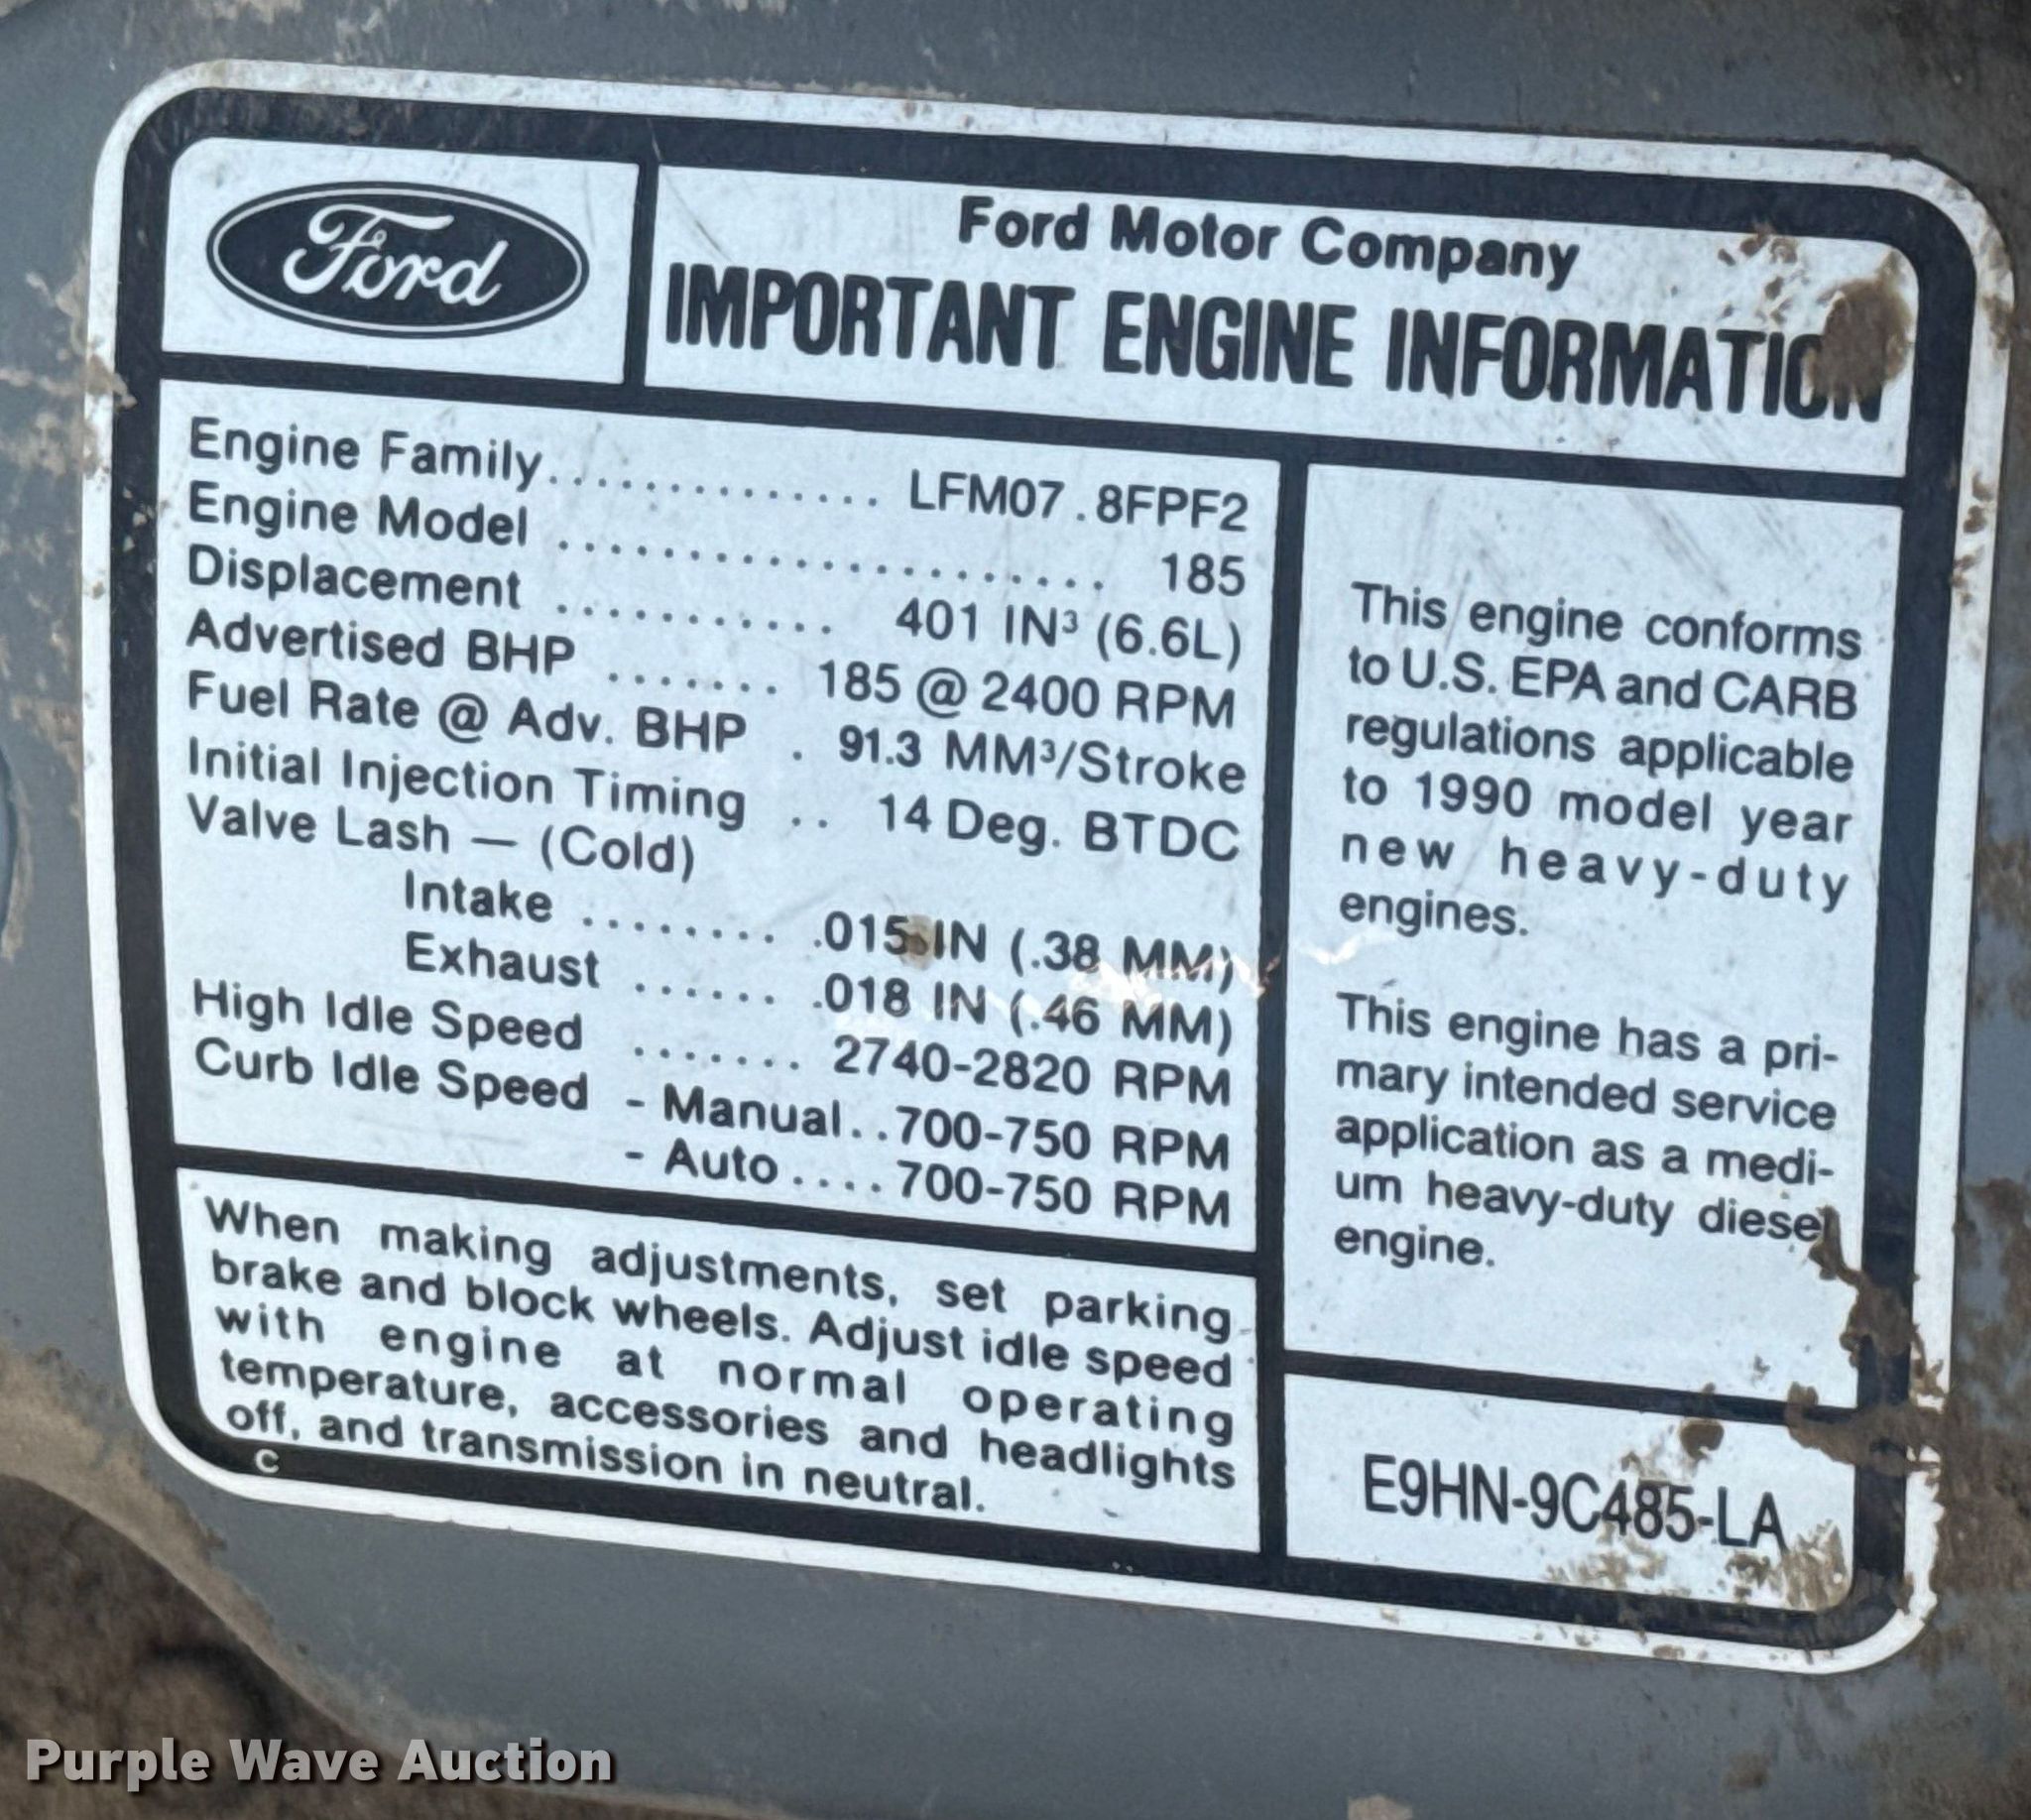 Ford
Ford Motor Company
IMPORTANT ENGINE INFORMATION
Engine Family.............. LFM07.8FPF2
Engine Model ..................... 185
Displacement ........... 401 IN³ (6.6L)
Advertised BHP ....... 185 @ 2400 RPM
Fuel Rate @ Adv. BHP . 91.3 MM³/Stroke
Initial Injection Timing .. 14 Deg. BTDC
Valve Lash — (Cold)
Intake ........ .015 IN (.38 MM)
Exhaust ...... .018 IN (.46 MM)
High Idle Speed ....... 2740-2820 RPM
Curb Idle Speed - Manual..700-750 RPM
- Auto.... 700-750 RPM
When making adjustments, set parking
brake and block wheels. Adjust idle speed
with engine at normal operating
temperature, accessories and headlights
off, and transmission in neutral.
C
This engine conforms
to U.S. EPA and CARB
regulations applicable
to 1990 model year
new heavy-duty
engines.
This engine has a pri-
mary intended service
application as a medi-
um heavy-duty diesel
engine.
E9HN-9C485-LA
Purple Wave Auction